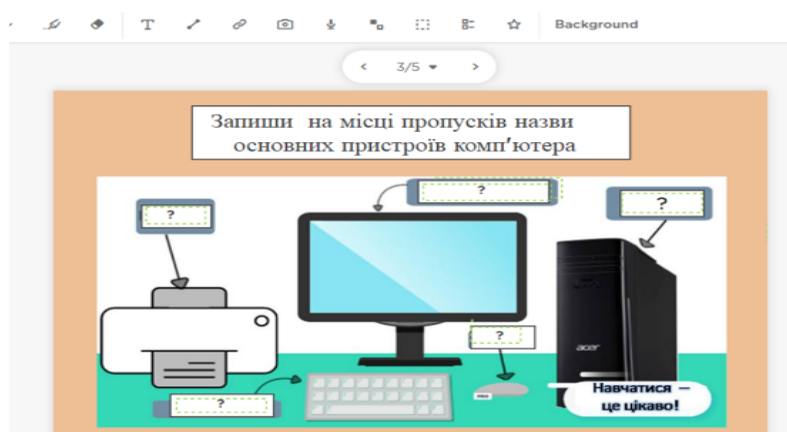 T
Background
3/5
Запиши на місці пропусків назви
основних пристроїв комп'ютера
?
?
?
?
acer
?
Навчатися –
це цікаво!